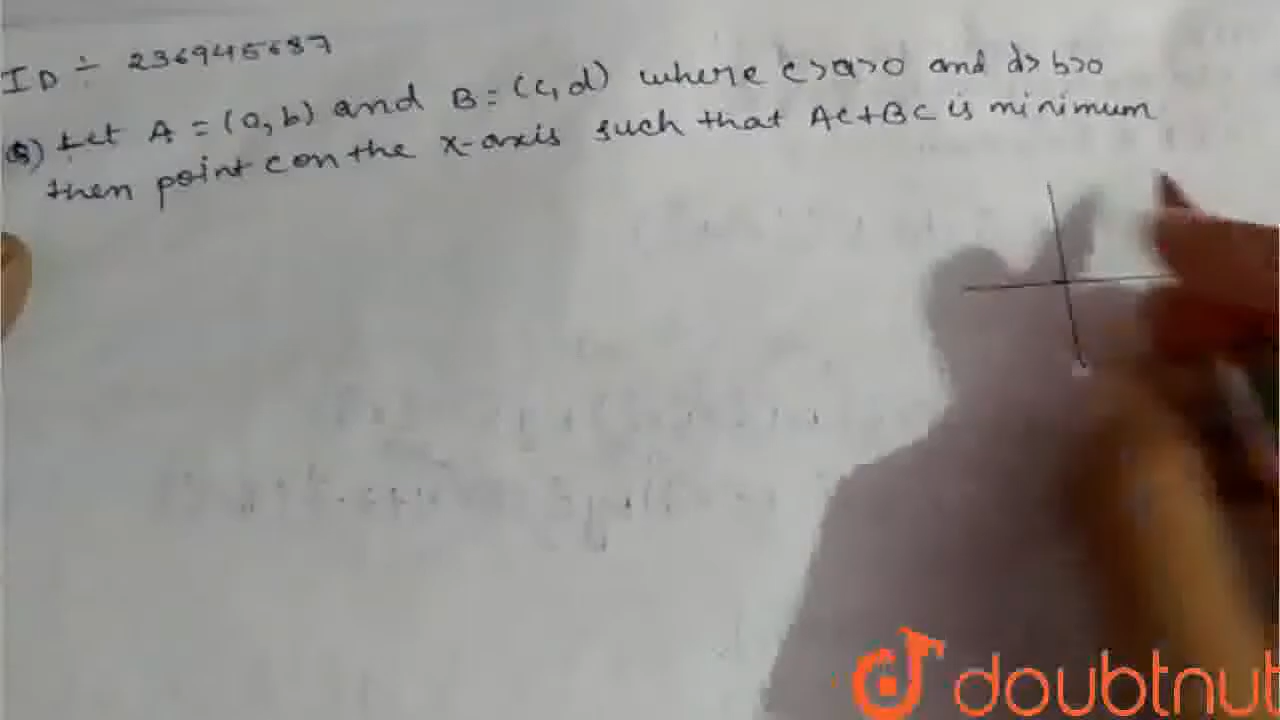 ID ÷ 236945687
Q) Let A = (a,b) and B = (c,d) where c>a>0 and d>b>0
then point c on the x-axis such that AC+BC is minimum
doubtnut